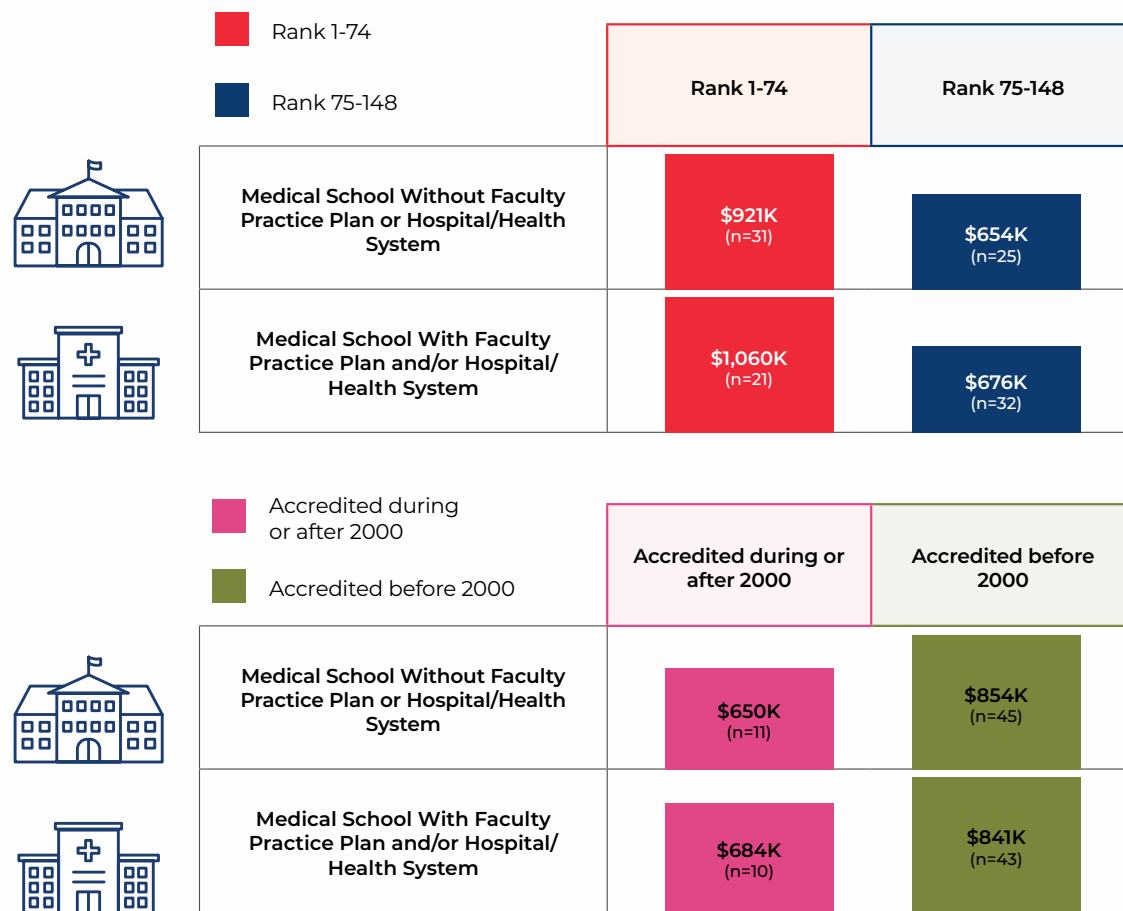 Rank 1-74
Rank 75-148
Rank 1-74
Rank 75-148
Medical School Without Faculty
Practice Plan or Hospital/Health
System
$921K
(n=31)
$654K
(n=25)
Medical School With Faculty
Practice Plan and/or Hospital/
Health System
$1,060K
(n=21)
$676K
(n=32)
Accredited during
or after 2000
Accredited before 2000
Accredited during or
after 2000
Accredited before
2000
Medical School Without Faculty
Practice Plan or Hospital/Health
System
$650K
(n=11)
$854K
(n=45)
Medical School With Faculty
Practice Plan and/or Hospital/
Health System
$684K
(n=10)
$841K
(n=43)